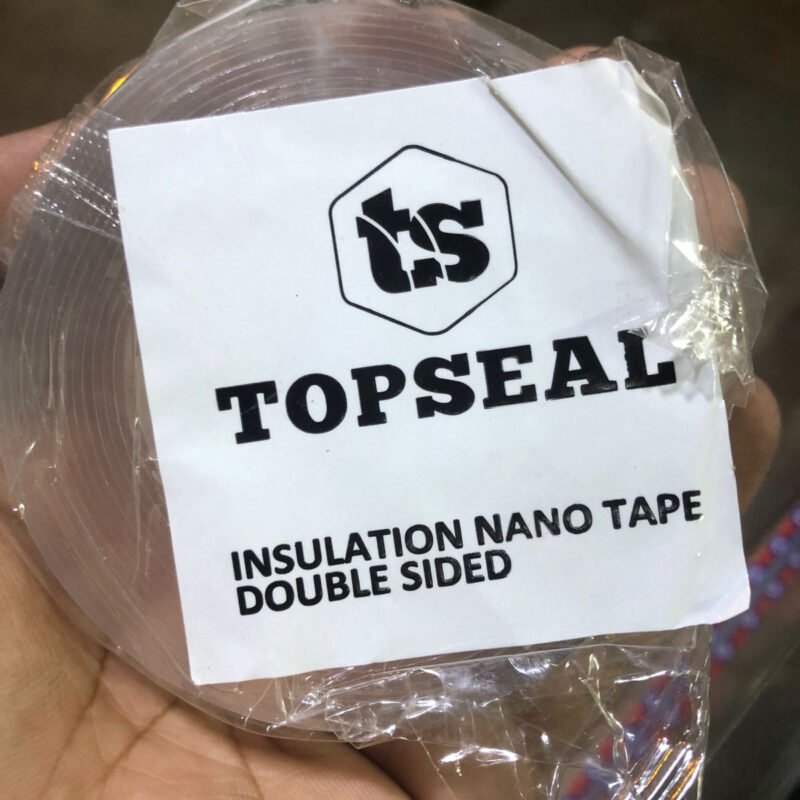 ts
TOPSEAL
INSULATION NANO TAPE
DOUBLE SIDED